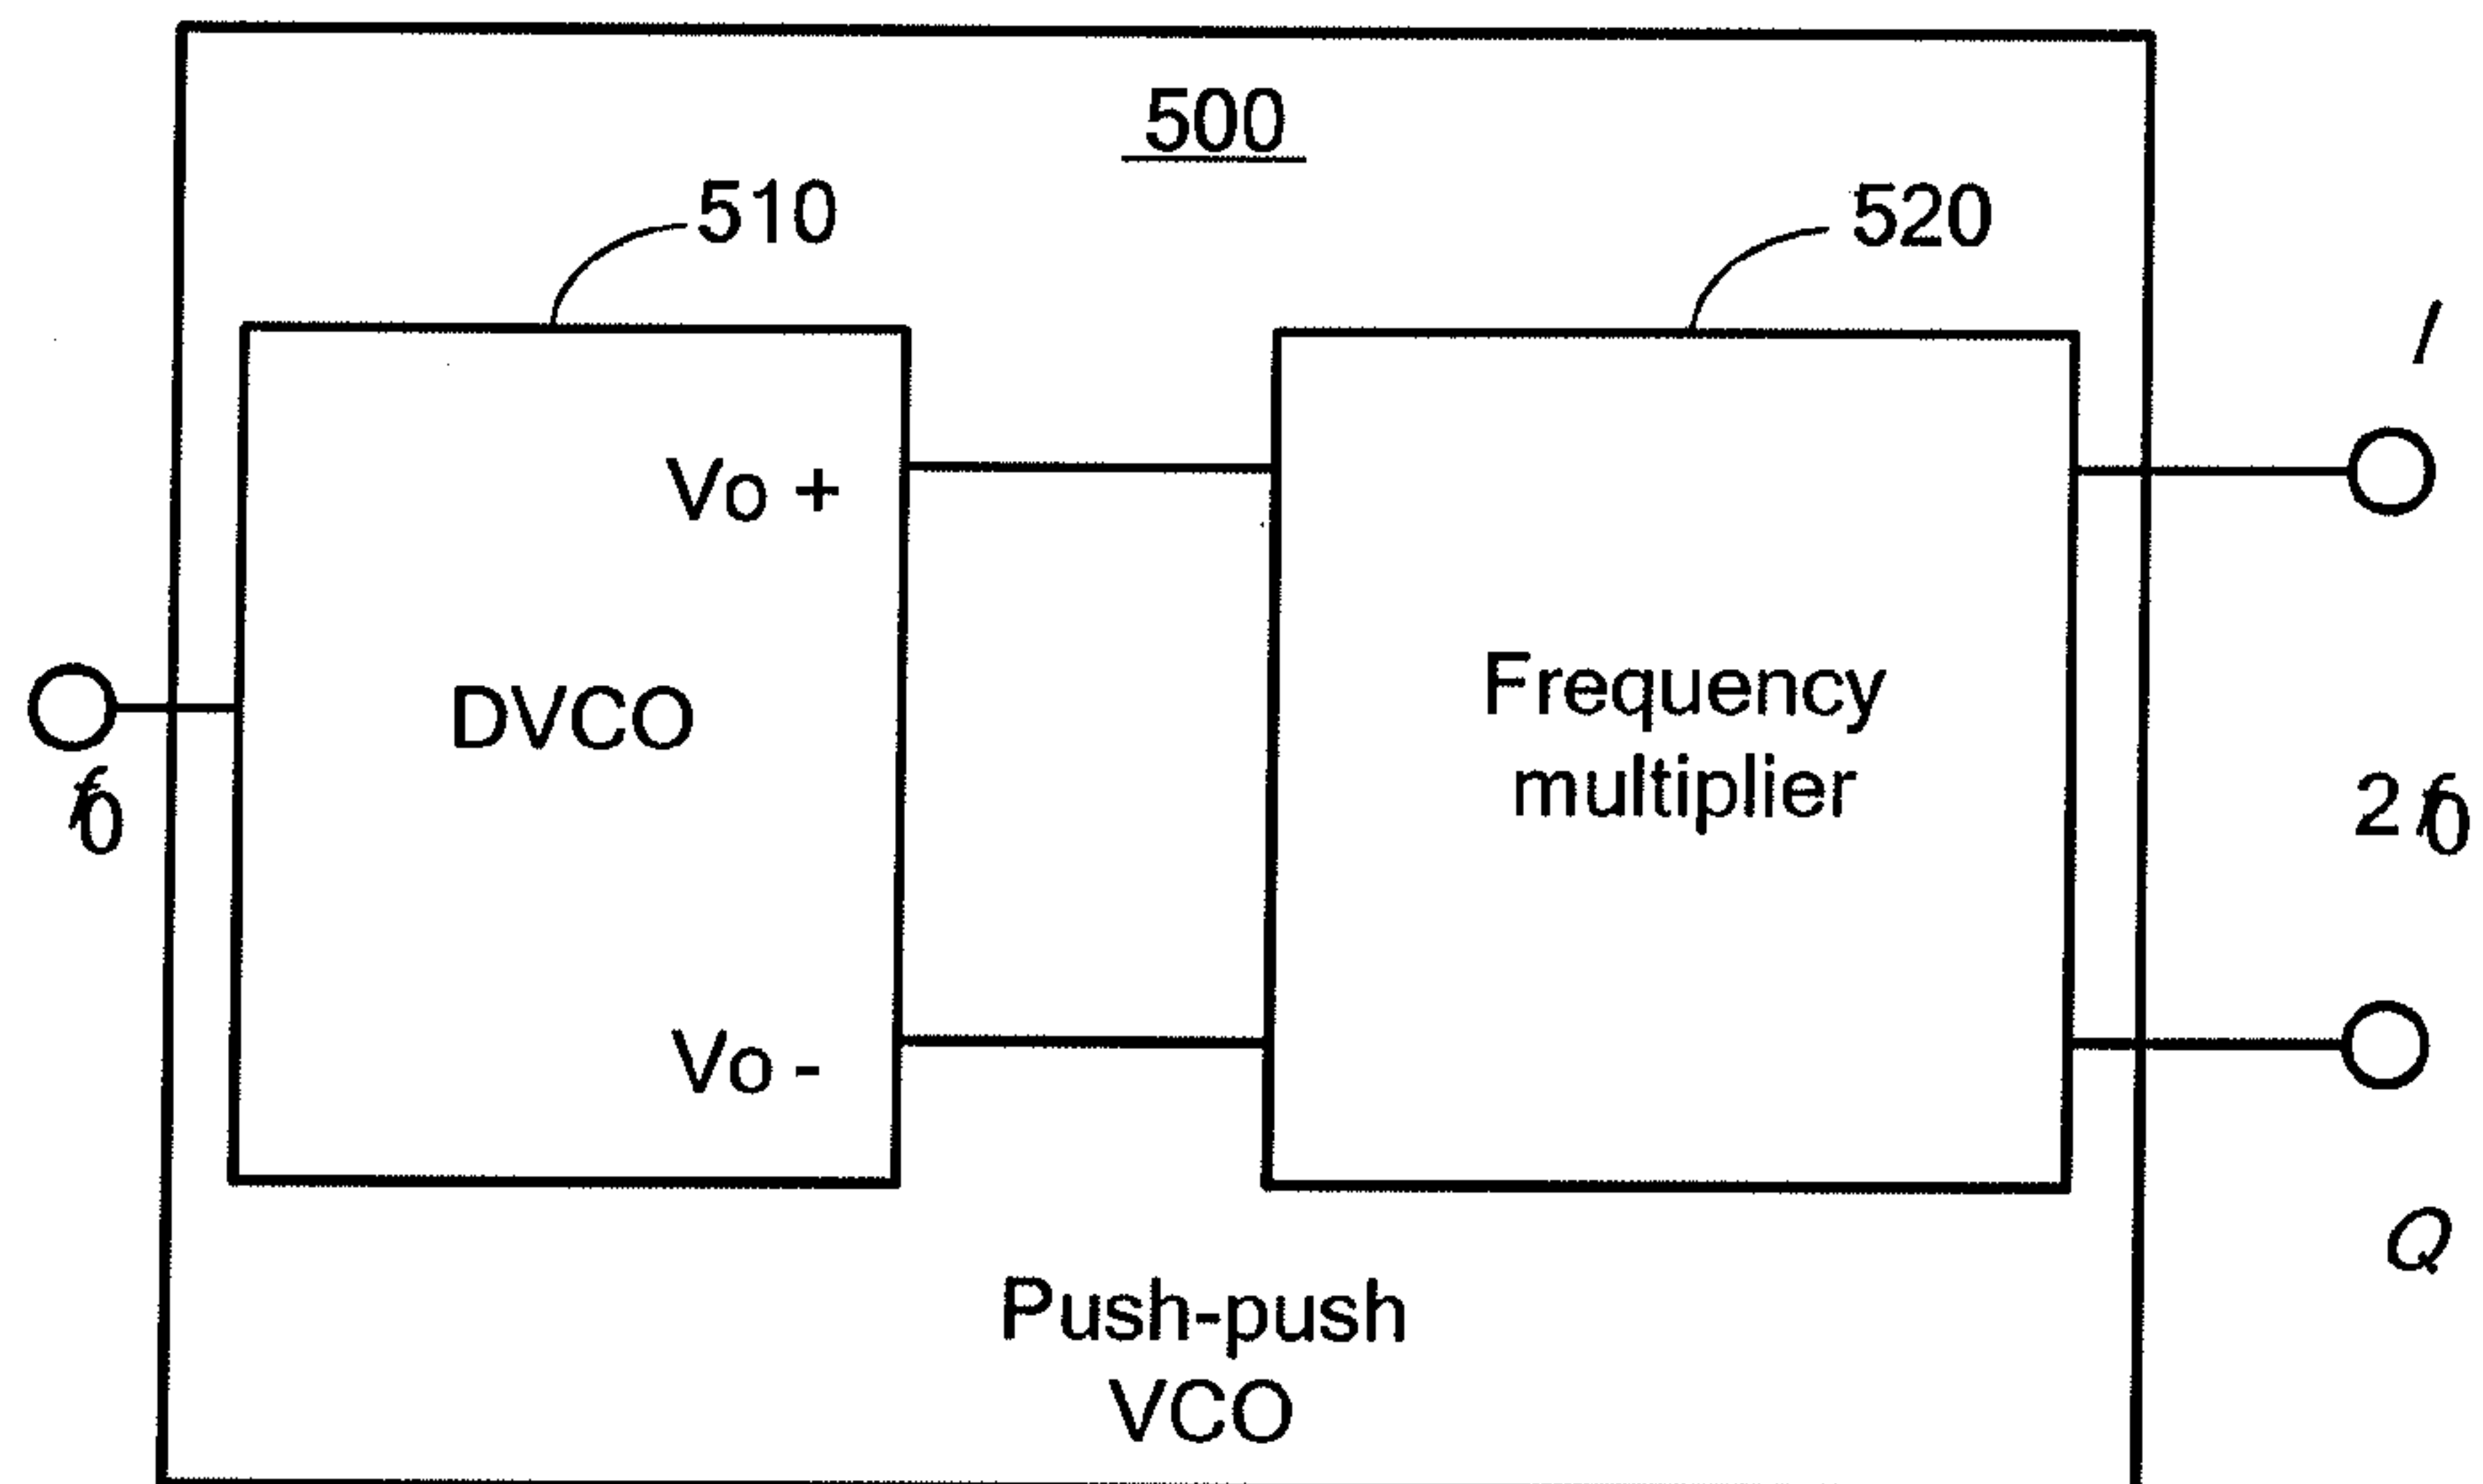 500
510
520
I
Vo +
DVCO
Frequency
multiplier
f0
2f0
Vo -
Q
Push-push
VCO